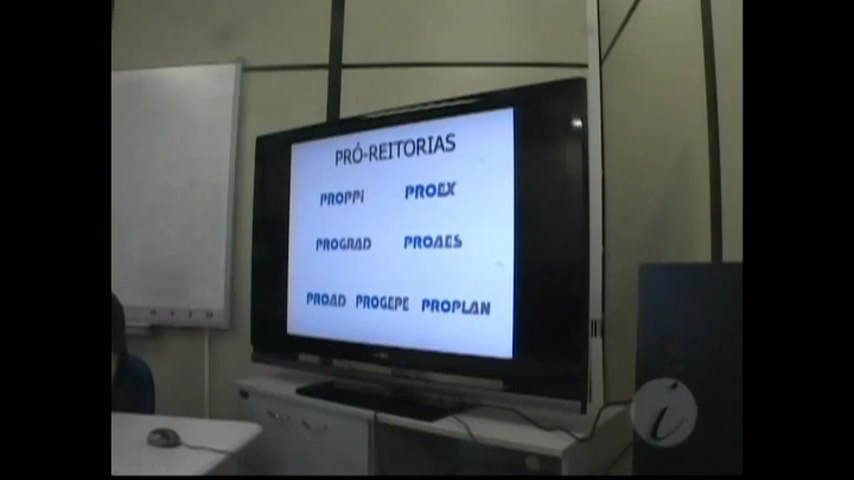 PRÓ-REITORIAS
PROPPi PROEX
PROGRAD PROAES
PROAD PROGEPE PROPLAN
i